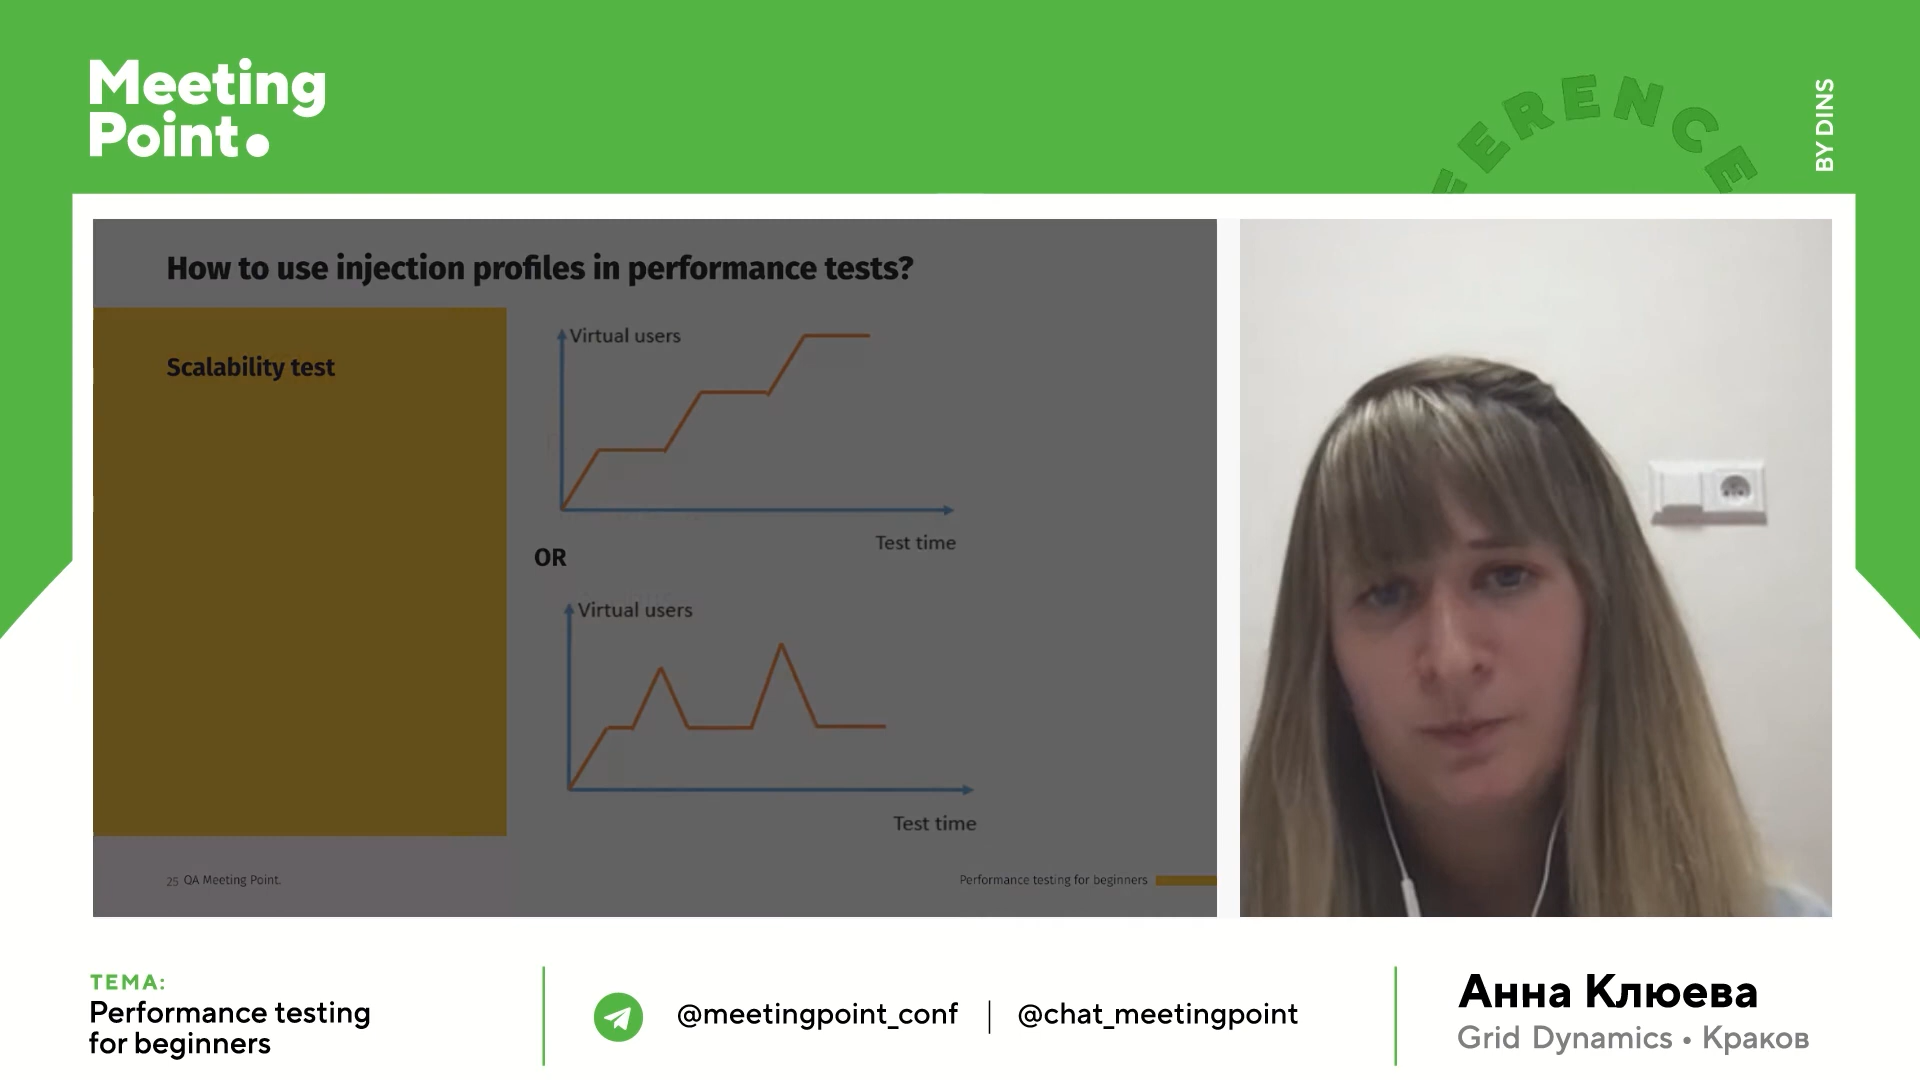 Meeting
Point.
ERENCE
BY DINS
How to use injection profiles in performance tests?
Scalability test
Virtual users
Test time
OR
Virtual users
Test time
25 QA Meeting Point.
Performance testing for beginners
ТЕМА:
Performance testing
for beginners
@meetingpoint_conf | @chat_meetingpoint
Анна Клюева
Grid Dynamics • Краков